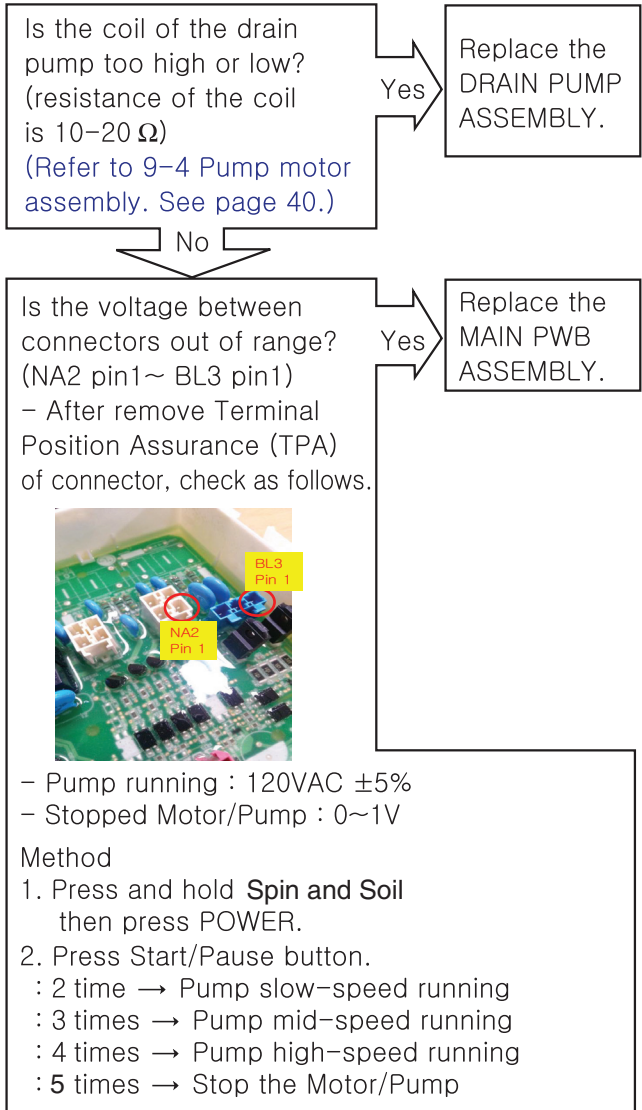 Is the coil of the drain
pump too high or low?
(resistance of the coil
is 10-20 Ω)
(Refer to 9-4 Pump motor
assembly. See page 40.)
Yes
Replace the
DRAIN PUMP
ASSEMBLY.
No
Is the voltage between
connectors out of range?
(NA2 pin1~ BL3 pin1)
- After remove Terminal
Position Assurance (TPA)
of connector, check as follows.
Yes
Replace the
MAIN PWB
ASSEMBLY.
BL3
Pin 1
NA2
Pin 1
- Pump running : 120VAC ±5%
- Stopped Motor/Pump : 0~1V
Method
1. Press and hold Spin and Soil
then press POWER.
2. Press Start/Pause button.
: 2 time → Pump slow-speed running
: 3 times → Pump mid-speed running
: 4 times → Pump high-speed running
: 5 times → Stop the Motor/Pump